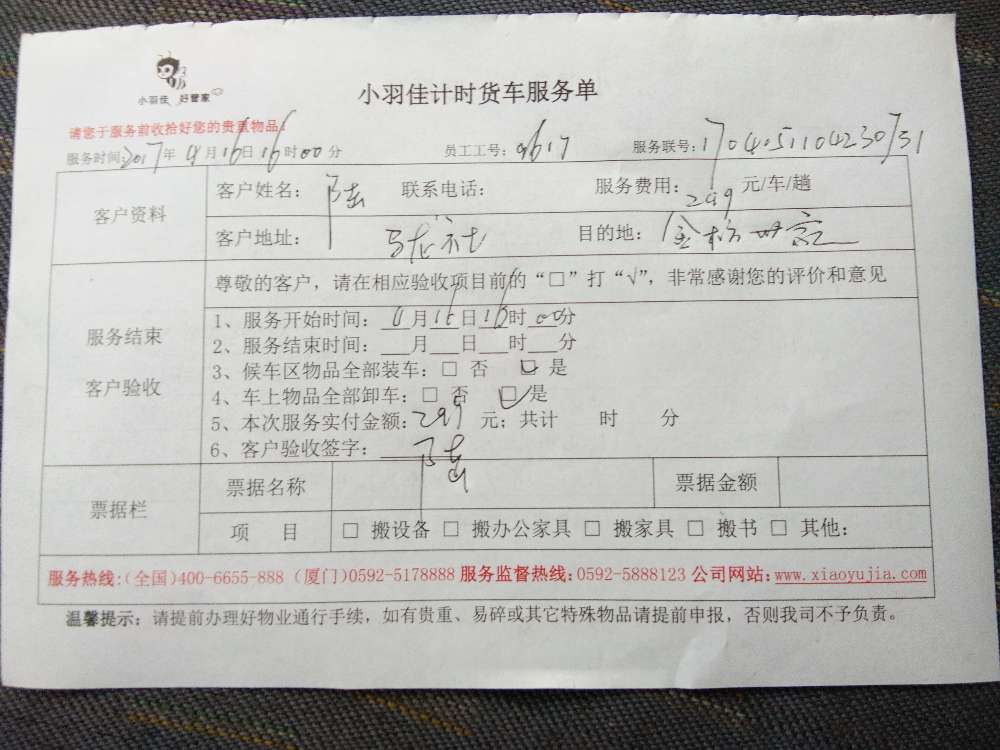 小羽佳 好管家
小羽佳计时货车服务单
请您于服务前收拾好您的贵重物品!
服务时间:2017年4月16日16时00分 员工工号:9617 服务联号:1704051104230731
客户资料
客户姓名: 联系电话: 服务费用:299元/车/趟
客户地址: 目的地:
服务结束
客户验收
尊敬的客户,请在相应验收项目前的“□”打“√”,非常感谢您的评价和意见
1、服务开始时间:4月16日16时00分
2、服务结束时间:___月___日___时___分
3、候车区物品全部装车:□ 否 □ 是
4、车上物品全部卸车:□ 否 □ 是
5、本次服务实付金额:299元;共计 时 分
6、客户验收签字:
票据栏
票据名称 票据金额
项 目 □ 搬设备 □ 搬办公家具 □ 搬家具 □ 搬书 □ 其他:
服务热线:(全国)400-6655-888 (厦门)0592-5178888 服务监督热线:0592-5888123 公司网站:www.xiaoyujia.com
温馨提示:请提前办理好物业通行手续,如有贵重、易碎或其它特殊物品请提前申报,否则我司不予负责。